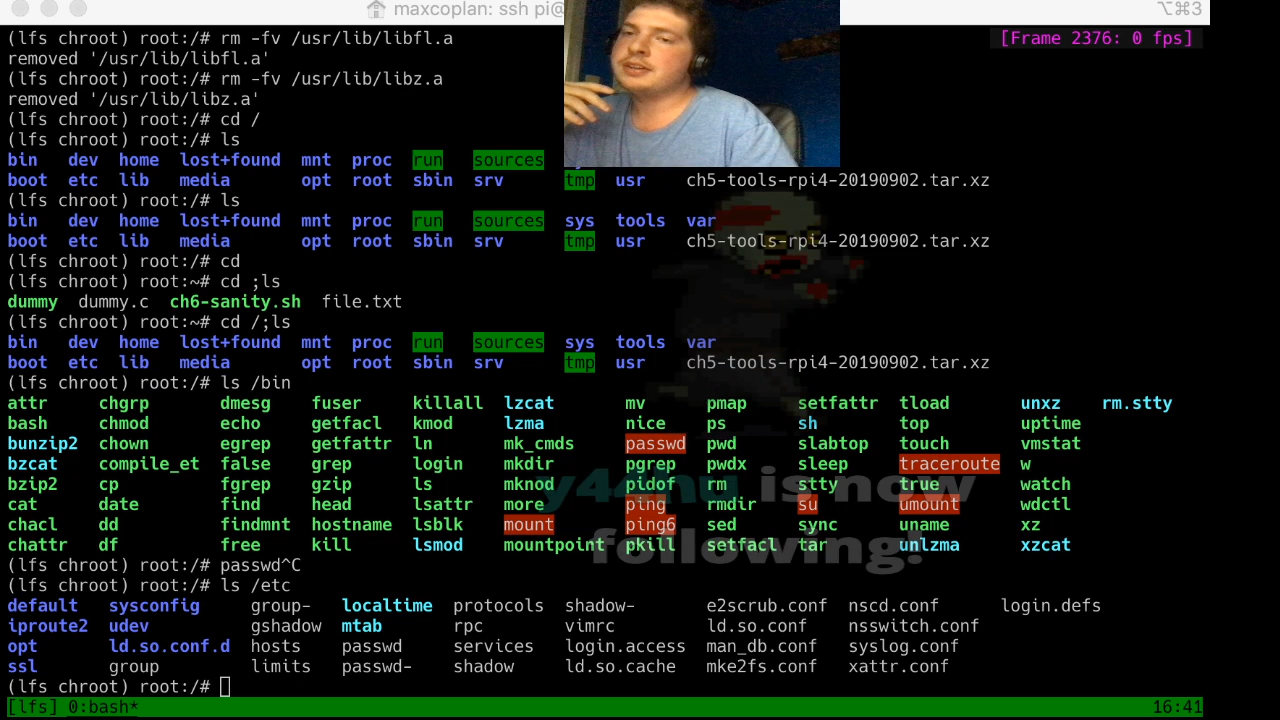 maxcoplan: ssh pi@
⌥⌘3
[Frame 2376: 0 fps]
(lfs chroot) root:/# rm -fv /usr/lib/libfl.a
removed '/usr/lib/libfl.a'
(lfs chroot) root:/# rm -fv /usr/lib/libz.a
removed '/usr/lib/libz.a'
(lfs chroot) root:/# cd /
(lfs chroot) root:/# ls
bin dev home lost+found mnt proc run sources
boot etc lib media opt root sbin srv tmp usr ch5-tools-rpi4-20190902.tar.xz
(lfs chroot) root:/# ls
bin dev home lost+found mnt proc run sources sys tools var
boot etc lib media opt root sbin srv tmp usr ch5-tools-rpi4-20190902.tar.xz
(lfs chroot) root:/# cd
(lfs chroot) root:~# cd ;ls
dummy dummy.c ch6-sanity.sh file.txt
(lfs chroot) root:~# cd /;ls
bin dev home lost+found mnt proc run sources sys tools var
boot etc lib media opt root sbin srv tmp usr ch5-tools-rpi4-20190902.tar.xz
(lfs chroot) root:/# ls /bin
attr chgrp dmesg fuser killall lzcat mv pmap setfattr tload unxz rm.stty
bash chmod echo getfacl kmod lzma nice ps sh top uptime
bunzip2 chown egrep getfattr ln mk_cmds passwd pwd slabtop touch vmstat
bzcat compile_et false grep login mkdir pgrep pwdx sleep traceroute w
bzip2 cp fgrep gzip ls mknod pidof rm stty true watch
cat date find head lsattr more ping rmdir su umount wdctl
chacl dd findmnt hostname lsblk mount ping6 sed sync uname xz
chattr df free kill lsmod mountpoint pkill setfacl tar unlzma xzcat
y44hu is now
following!
(lfs chroot) root:/# passwd^C
(lfs chroot) root:/# ls /etc
default sysconfig group- localtime protocols shadow- e2scrub.conf nscd.conf login.defs
iproute2 udev gshadow mtab rpc vimrc ld.so.conf nsswitch.conf
opt ld.so.conf.d hosts passwd services login.access man_db.conf syslog.conf
ssl group limits passwd- shadow ld.so.cache mke2fs.conf xattr.conf
(lfs chroot) root:/#
[lfs] 0:bash*
16:41